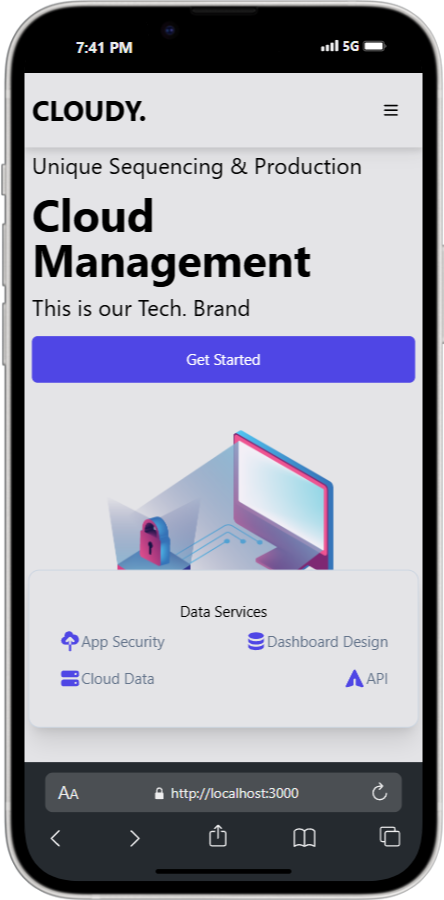 7:41 PM
5G
CLOUDY.
Unique Sequencing & Production
Cloud
Management
This is our Tech. Brand
Get Started
Data Services
App Security
Dashboard Design
Cloud Data
API
AA
http://localhost:3000